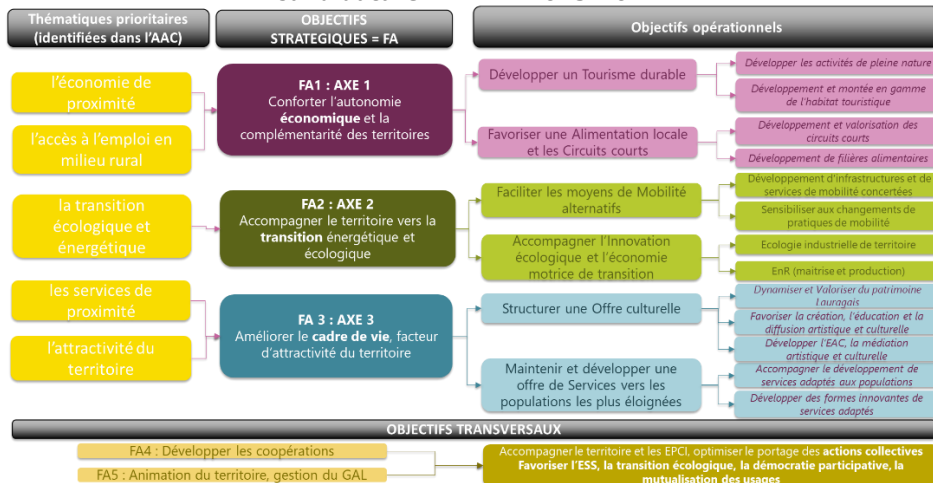 Thématiques prioritaires
(identifiées dans l'AAC)
OBJECTIFS
STRATEGIQUES = FA
Objectifs opérationnels
l'économie de
proximité
l'accès à l'emploi en
milieu rural
FA1 : AXE 1
Conforter l'autonomie
économique et la
complémentarité des territoires
Développer un Tourisme durable
Développer les activités de pleine nature
Développement et montée en gamme
de l'habitat touristique
Favoriser une Alimentation locale
et les Circuits courts
Développement et valorisation des
circuits courts
Développement de filières alimentaires
la transition
écologique et
énergétique
FA2 : AXE 2
Accompagner le territoire vers la
transition énergétique et
écologique
Faciliter les moyens de Mobilité
alternatifs
Développement d'infrastructures et de
services de mobilité concertées
Sensibiliser aux changements de
pratiques de mobilité
Accompagner l'Innovation
écologique et l'économie
motrice de transition
Ecologie industrielle de territoire
EnR (maitrise et production)
les services de
proximité
l'attractivité du
territoire
FA 3 : AXE 3
Améliorer le cadre de vie, facteur
d'attractivité du territoire
Structurer une Offre culturelle
Dynamiser et Valoriser du patrimoine
Lauragais
Favoriser la création, l'éducation et la
diffusion artistique et culturelle
Développer l'EAC, la médiation
artistique et culturelle
Maintenir et développer une
offre de Services vers les
populations les plus éloignées
Accompagner le développement de
services adaptés aux populations
Développer des formes innovantes de
services adaptés
OBJECTIFS TRANSVERSAUX
FA4 : Développer les coopérations
FA5 : Animation du territoire, gestion du GAL
Accompagner le territoire et les EPCI, optimiser le portage des actions collectives
Favoriser l'ESS, la transition écologique, la démocratie participative, la
mutualisation des usages